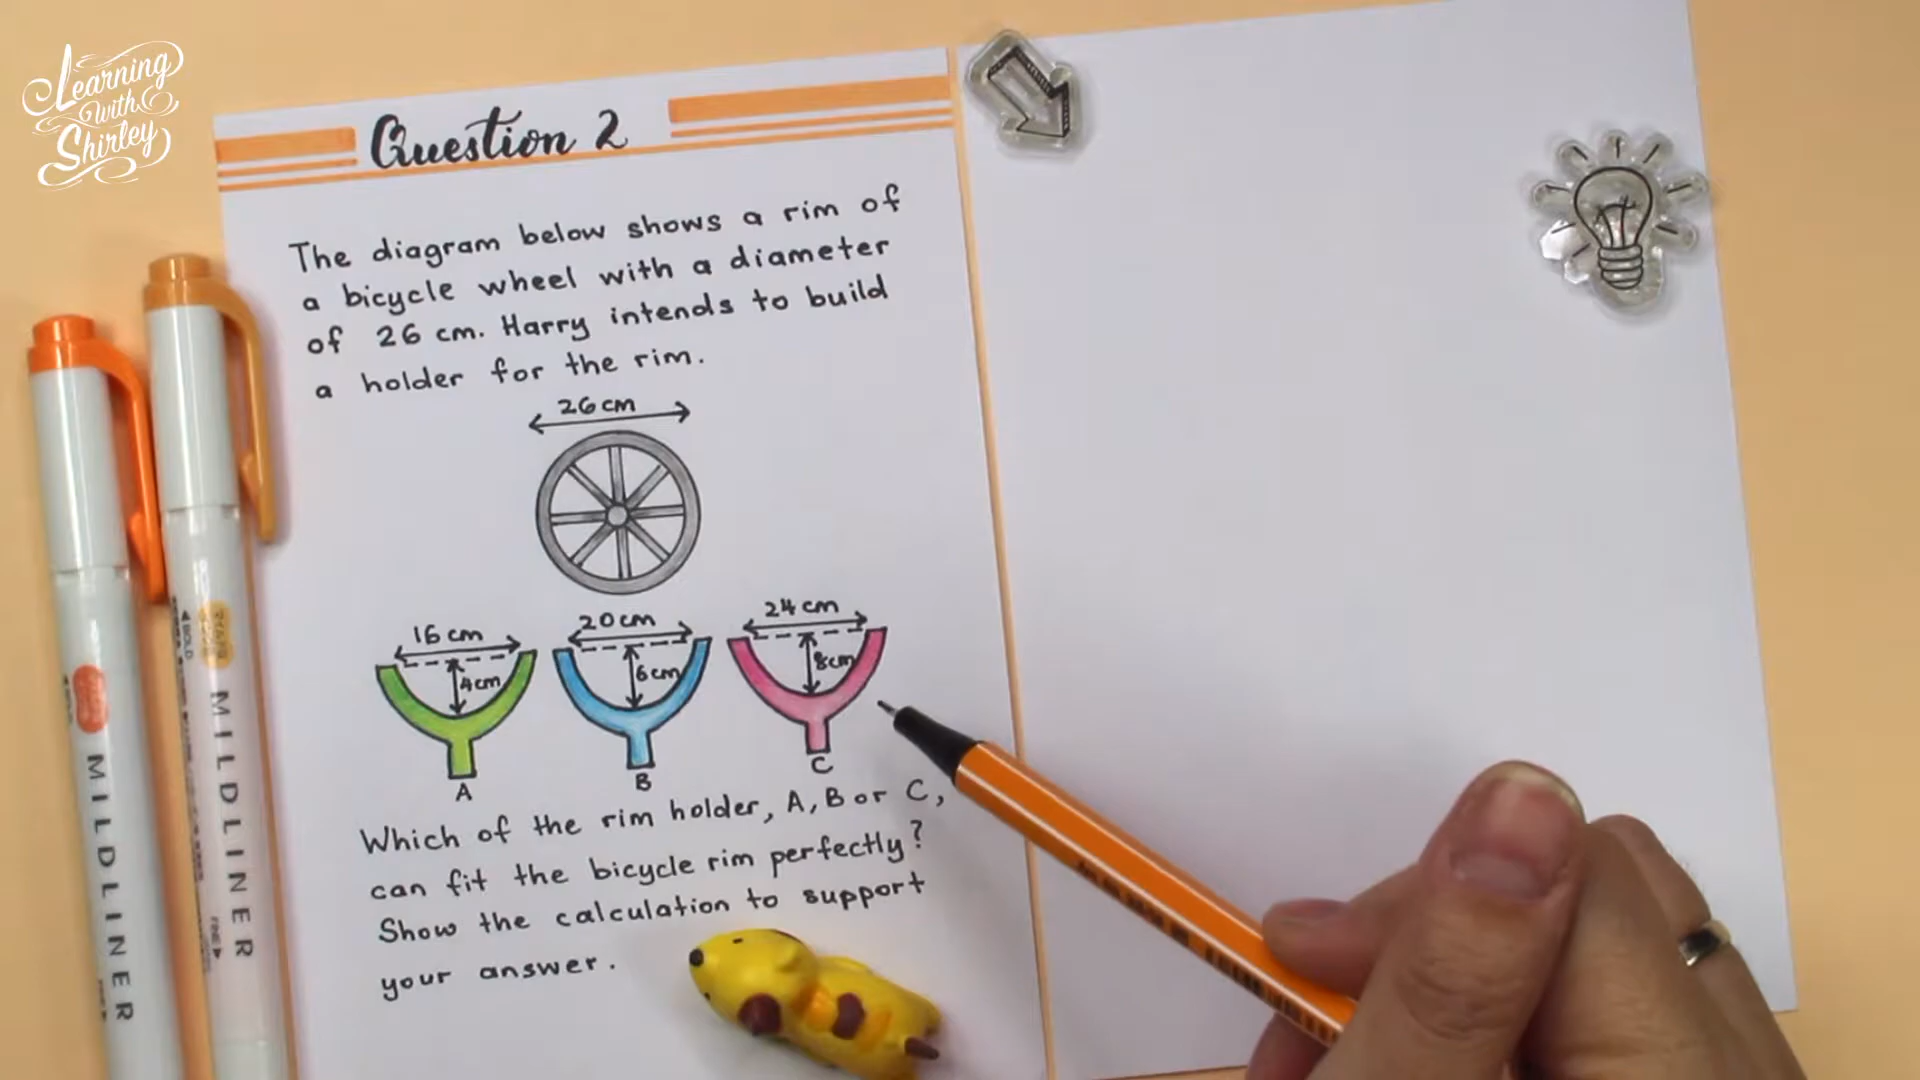 Learning
With
Shirley
Question 2
The diagram below shows a rim of
a bicycle wheel with a diameter
of 26 cm. Harry intends to build
a holder for the rim.
26 cm
16 cm
20 cm
24 cm
4 cm
6 cm
8 cm
A
B
C
Which of the rim holder, A, B or C,
can fit the bicycle rim perfectly?
Show the calculation to support
your answer.
MILDLINER
MILDLINER